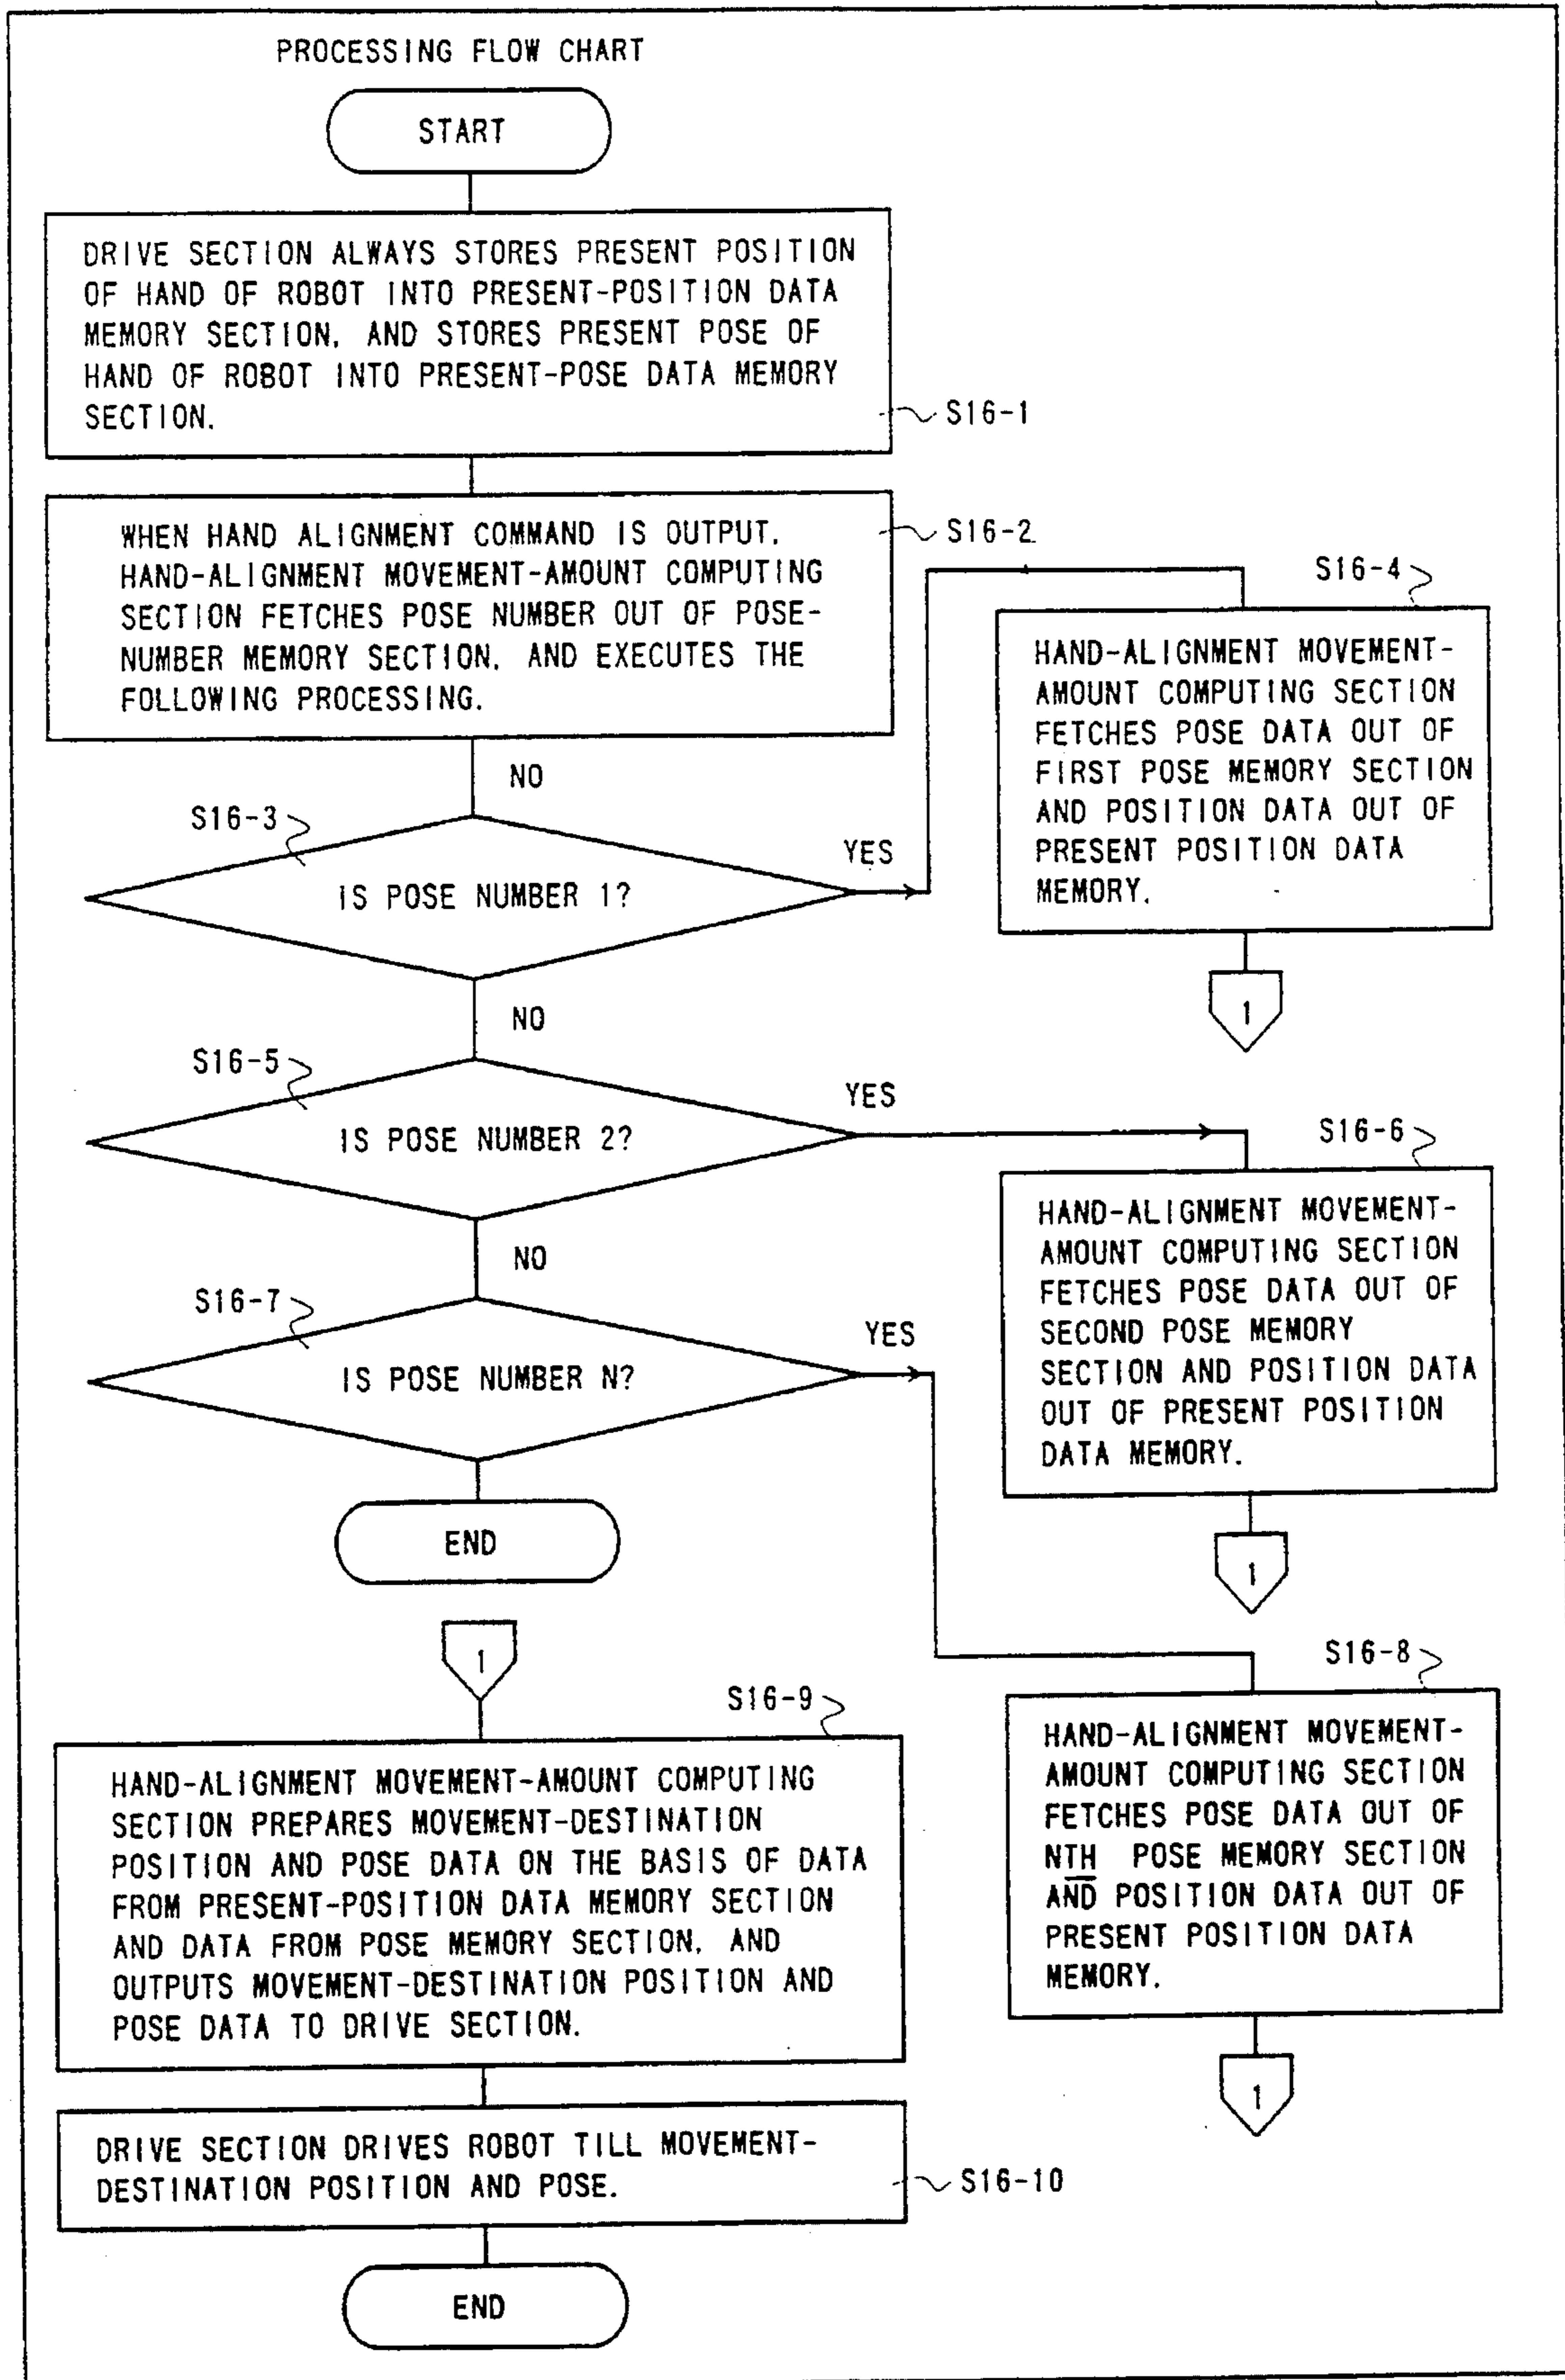 PROCESSING FLOW CHART
START
DRIVE SECTION ALWAYS STORES PRESENT POSITION
OF HAND OF ROBOT INTO PRESENT-POSITION DATA
MEMORY SECTION, AND STORES PRESENT POSE OF
HAND OF ROBOT INTO PRESENT-POSE DATA MEMORY
SECTION.
S16-1
WHEN HAND ALIGNMENT COMMAND IS OUTPUT,
HAND-ALIGNMENT MOVEMENT-AMOUNT COMPUTING
SECTION FETCHES POSE NUMBER OUT OF POSE-
NUMBER MEMORY SECTION, AND EXECUTES THE
FOLLOWING PROCESSING.
S16-2
NO
S16-3
IS POSE NUMBER 1?
YES
S16-4
HAND-ALIGNMENT MOVEMENT-
AMOUNT COMPUTING SECTION
FETCHES POSE DATA OUT OF
FIRST POSE MEMORY SECTION
AND POSITION DATA OUT OF
PRESENT POSITION DATA
MEMORY.
1
NO
S16-5
IS POSE NUMBER 2?
YES
S16-6
HAND-ALIGNMENT MOVEMENT-
AMOUNT COMPUTING SECTION
FETCHES POSE DATA OUT OF
SECOND POSE MEMORY
SECTION AND POSITION DATA
OUT OF PRESENT POSITION
DATA MEMORY.
1
NO
S16-7
IS POSE NUMBER N?
YES
END
S16-8
HAND-ALIGNMENT MOVEMENT-
AMOUNT COMPUTING SECTION
FETCHES POSE DATA OUT OF
NTH POSE MEMORY SECTION
AND POSITION DATA OUT OF
PRESENT POSITION DATA
MEMORY.
1
1
S16-9
HAND-ALIGNMENT MOVEMENT-AMOUNT COMPUTING
SECTION PREPARES MOVEMENT-DESTINATION
POSITION AND POSE DATA ON THE BASIS OF DATA
FROM PRESENT-POSITION DATA MEMORY SECTION
AND DATA FROM POSE MEMORY SECTION, AND
OUTPUTS MOVEMENT-DESTINATION POSITION AND
POSE DATA TO DRIVE SECTION.
DRIVE SECTION DRIVES ROBOT TILL MOVEMENT-
DESTINATION POSITION AND POSE.
S16-10
END